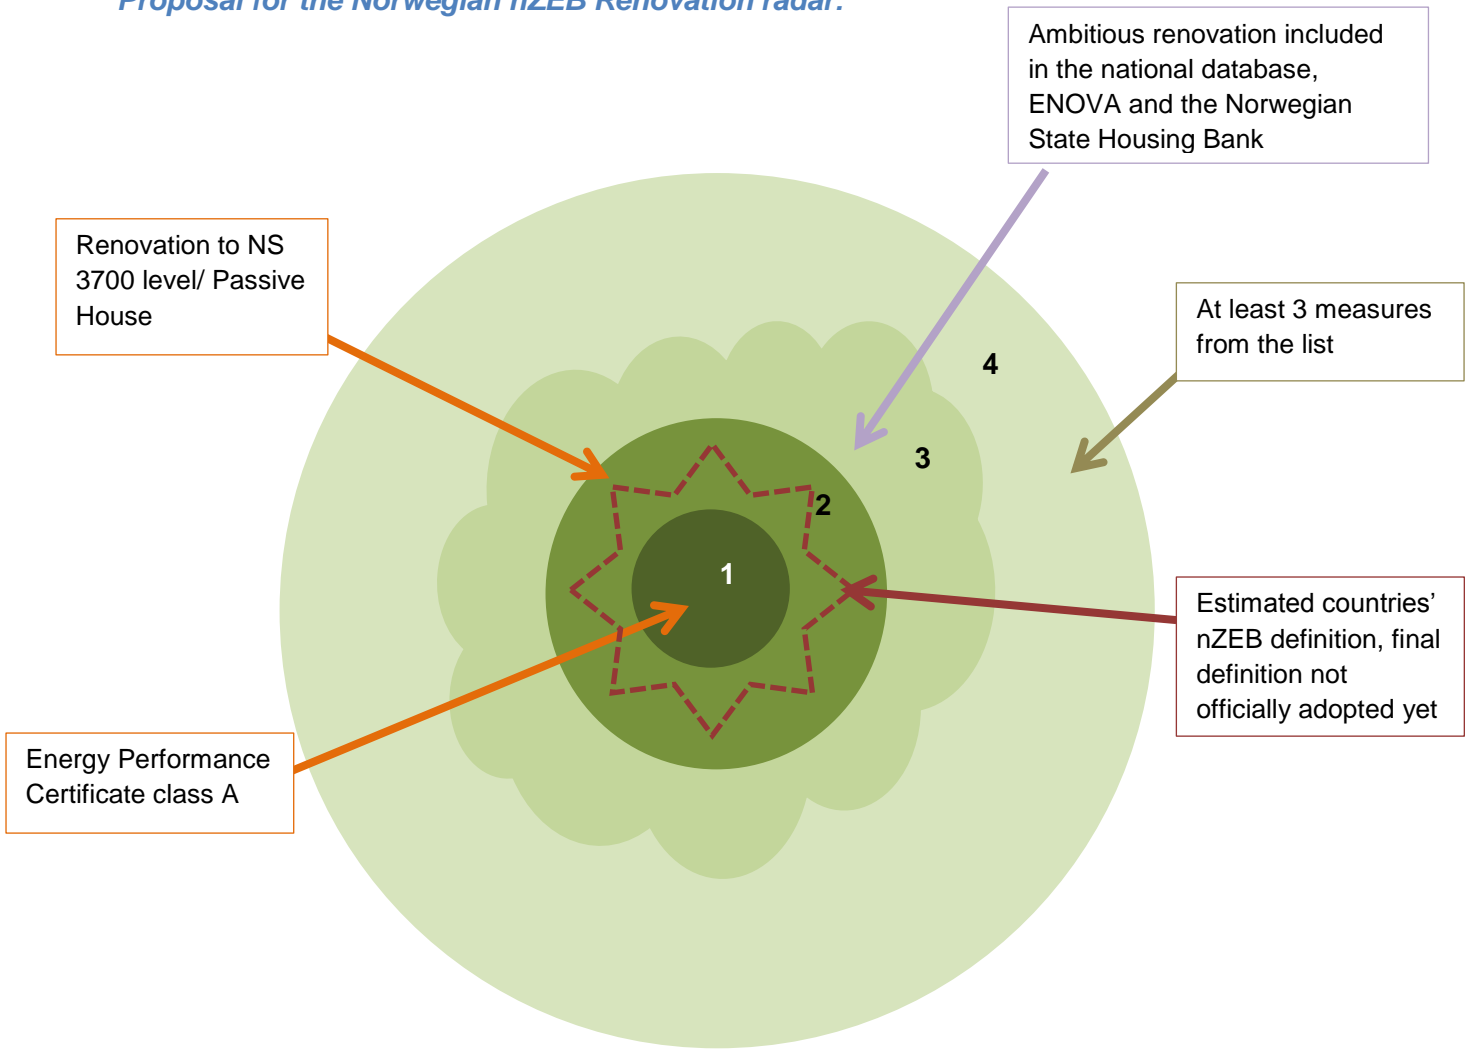 Proposal for the Norwegian nZEB Renovation radar:
Ambitious renovation included
in the national database,
ENOVA and the Norwegian
State Housing Bank
Renovation to NS
3700 level/ Passive
House
At least 3 measures
from the list
4
3
2
1
Estimated countries’
nZEB definition, final
definition not
officially adopted yet
Energy Performance
Certificate class A